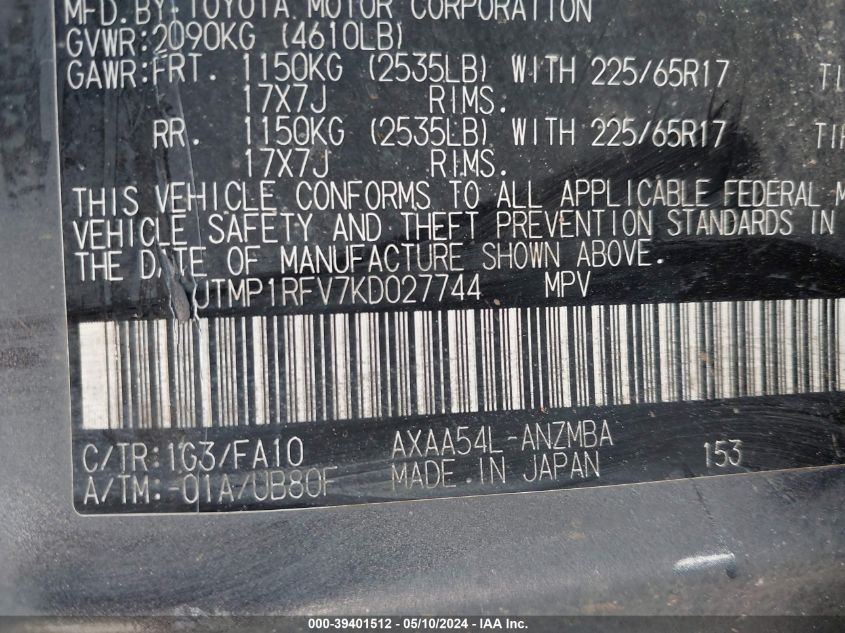 MFD. BY: TOYOTA MOTOR CORPORATION
GVWR: 2090KG (4610LB)
GAWR: FRT. 1150KG (2535LB) WITH 225/65R17
17X7J RIMS.
RR. 1150KG (2535LB) WITH 225/65R17
17X7J RIMS.
THIS VEHICLE CONFORMS TO ALL APPLICABLE FEDERAL
VEHICLE SAFETY AND THEFT PREVENTION STANDARDS IN
THE DATE OF MANUFACTURE SHOWN ABOVE.
JTMP1RFV7KD027744 MPV
C/TR: 1G3/FA10 AXAA54L-ANZMBA 153
A/TM: -01A/UB80F MADE IN JAPAN
000-39401512 - 05/10/2024 - IAA Inc.